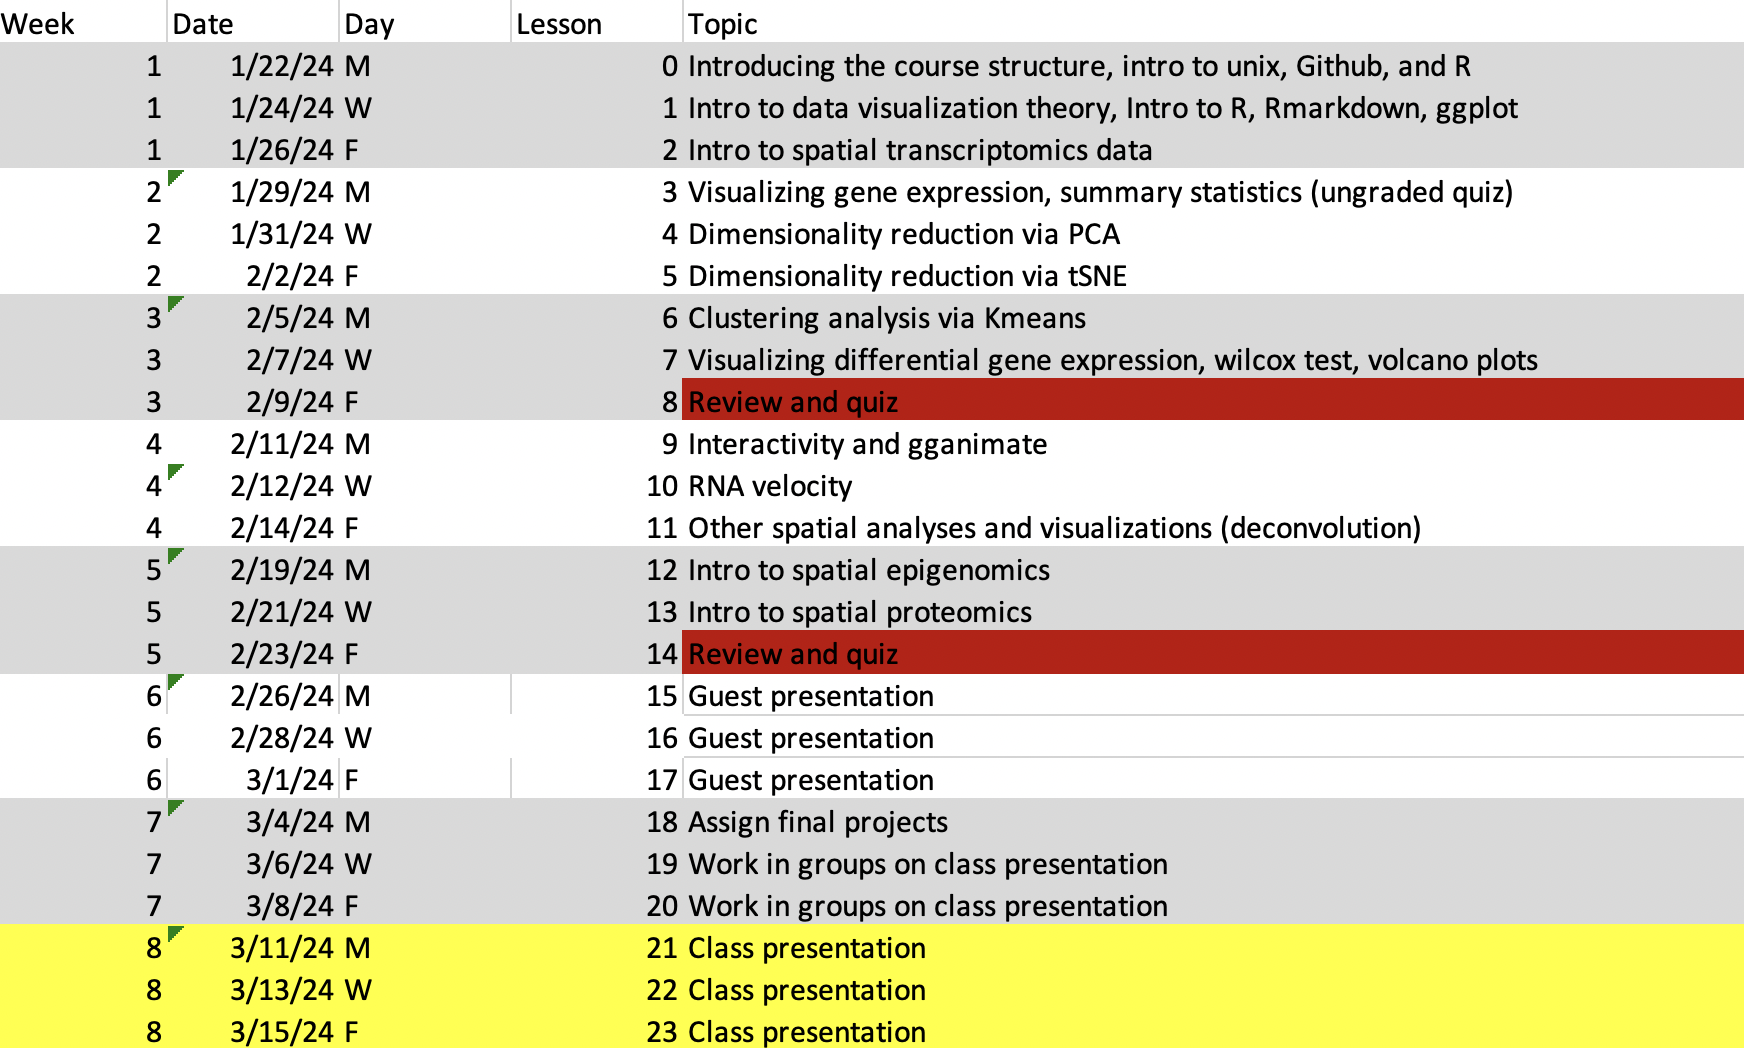 Week Date Day Lesson Topic
1 1/22/24 M 0 Introducing the course structure, intro to unix, Github, and R
1 1/24/24 W 1 Intro to data visualization theory, Intro to R, Rmarkdown, ggplot
1 1/26/24 F 2 Intro to spatial transcriptomics data
2 1/29/24 M 3 Visualizing gene expression, summary statistics (ungraded quiz)
2 1/31/24 W 4 Dimensionality reduction via PCA
2 2/2/24 F 5 Dimensionality reduction via tSNE
3 2/5/24 M 6 Clustering analysis via Kmeans
3 2/7/24 W 7 Visualizing differential gene expression, wilcox test, volcano plots
3 2/9/24 F 8 Review and quiz
4 2/11/24 M 9 Interactivity and gganimate
4 2/12/24 W 10 RNA velocity
4 2/14/24 F 11 Other spatial analyses and visualizations (deconvolution)
5 2/19/24 M 12 Intro to spatial epigenomics
5 2/21/24 W 13 Intro to spatial proteomics
5 2/23/24 F 14 Review and quiz
6 2/26/24 M 15 Guest presentation
6 2/28/24 W 16 Guest presentation
6 3/1/24 F 17 Guest presentation
7 3/4/24 M 18 Assign final projects
7 3/6/24 W 19 Work in groups on class presentation
7 3/8/24 F 20 Work in groups on class presentation
8 3/11/24 M 21 Class presentation
8 3/13/24 W 22 Class presentation
8 3/15/24 F 23 Class presentation